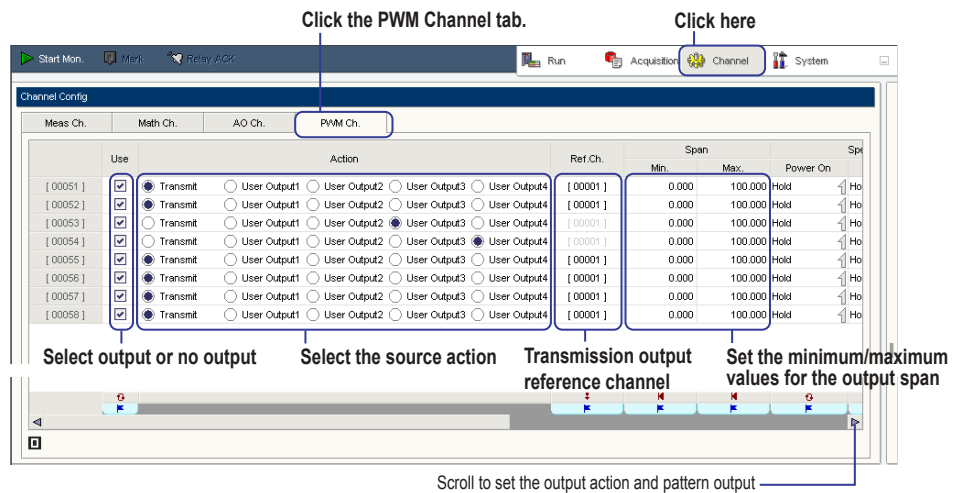 Click the PWM Channel tab. Click here
Start Mon. Mark Relay ACK Run Acquisition Channel System
Channel Config
Meas Ch. Math Ch. AO Ch. PWM Ch.
Use Action Ref.Ch. Span Spe
Min. Max. Power On
[ 00051 ] Transmit User Output1 User Output2 User Output3 User Output4 [ 00001 ] 0.000 100.000 Hold Ho
[ 00052 ] Transmit User Output1 User Output2 User Output3 User Output4 [ 00001 ] 0.000 100.000 Hold Ho
[ 00053 ] Transmit User Output1 User Output2 User Output3 User Output4 [ 00001 ] 0.000 100.000 Hold Ho
[ 00054 ] Transmit User Output1 User Output2 User Output3 User Output4 [ 00001 ] 0.000 100.000 Hold Ho
[ 00055 ] Transmit User Output1 User Output2 User Output3 User Output4 [ 00001 ] 0.000 100.000 Hold Ho
[ 00056 ] Transmit User Output1 User Output2 User Output3 User Output4 [ 00001 ] 0.000 100.000 Hold Ho
[ 00057 ] Transmit User Output1 User Output2 User Output3 User Output4 [ 00001 ] 0.000 100.000 Hold Ho
[ 00058 ] Transmit User Output1 User Output2 User Output3 User Output4 [ 00001 ] 0.000 100.000 Hold Ho
Select output or no output Select the source action Transmission output Set the minimum/maximum
reference channel values for the output span
Scroll to set the output action and pattern output